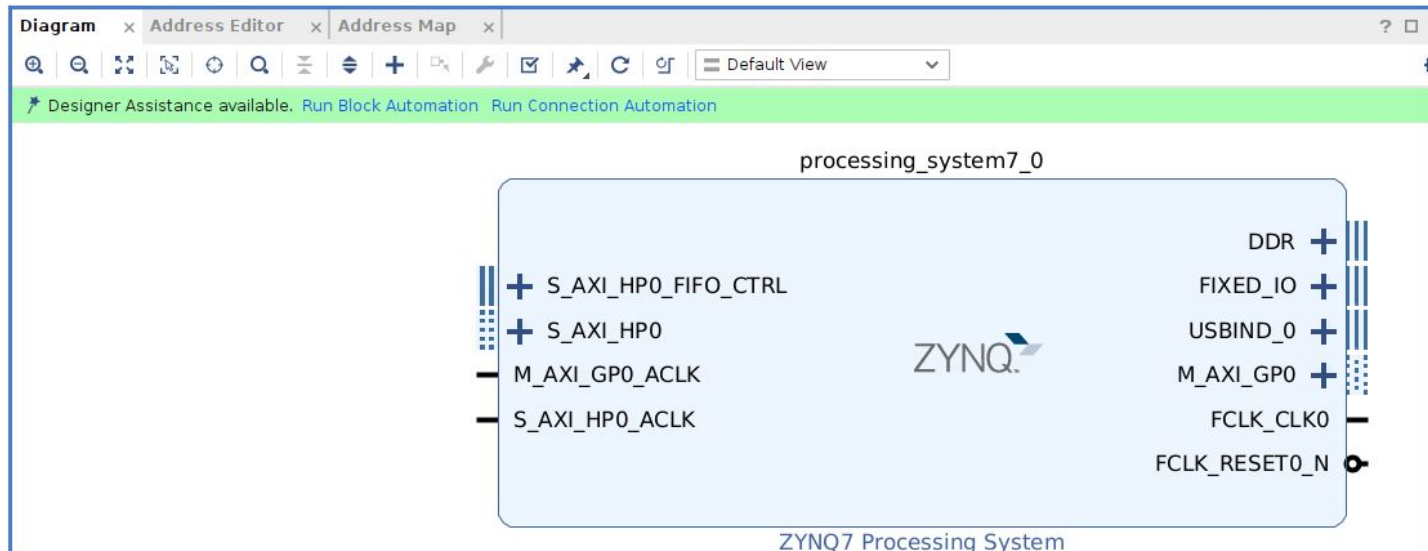 Diagram × Address Editor × Address Map ×
?
Default View
Designer Assistance available. Run Block Automation Run Connection Automation
processing_system7_0
DDR
S_AXI_HP0_FIFO_CTRL FIXED_IO
S_AXI_HP0 USBIND_0
ZYNQ.
M_AXI_GP0_ACLK M_AXI_GP0
S_AXI_HP0_ACLK FCLK_CLK0
FCLK_RESET0_N
ZYNQ7 Processing System